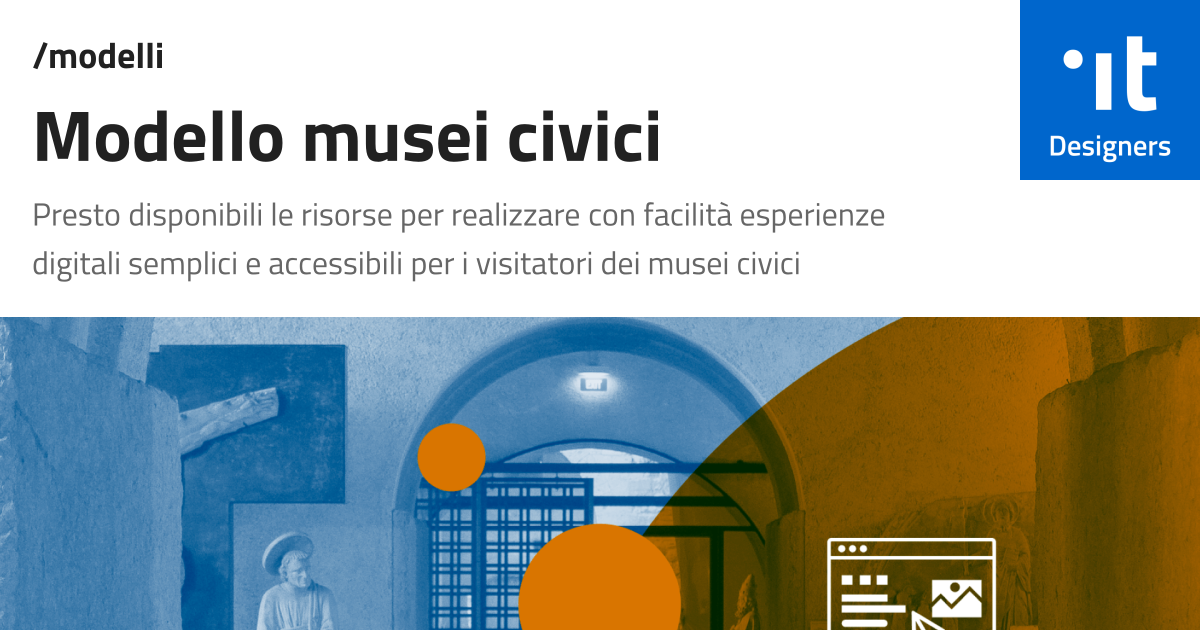 /modelli
Modello musei civici
Presto disponibili le risorse per realizzare con facilità esperienze
digitali semplici e accessibili per i visitatori dei musei civici
it
Designers
EXIT